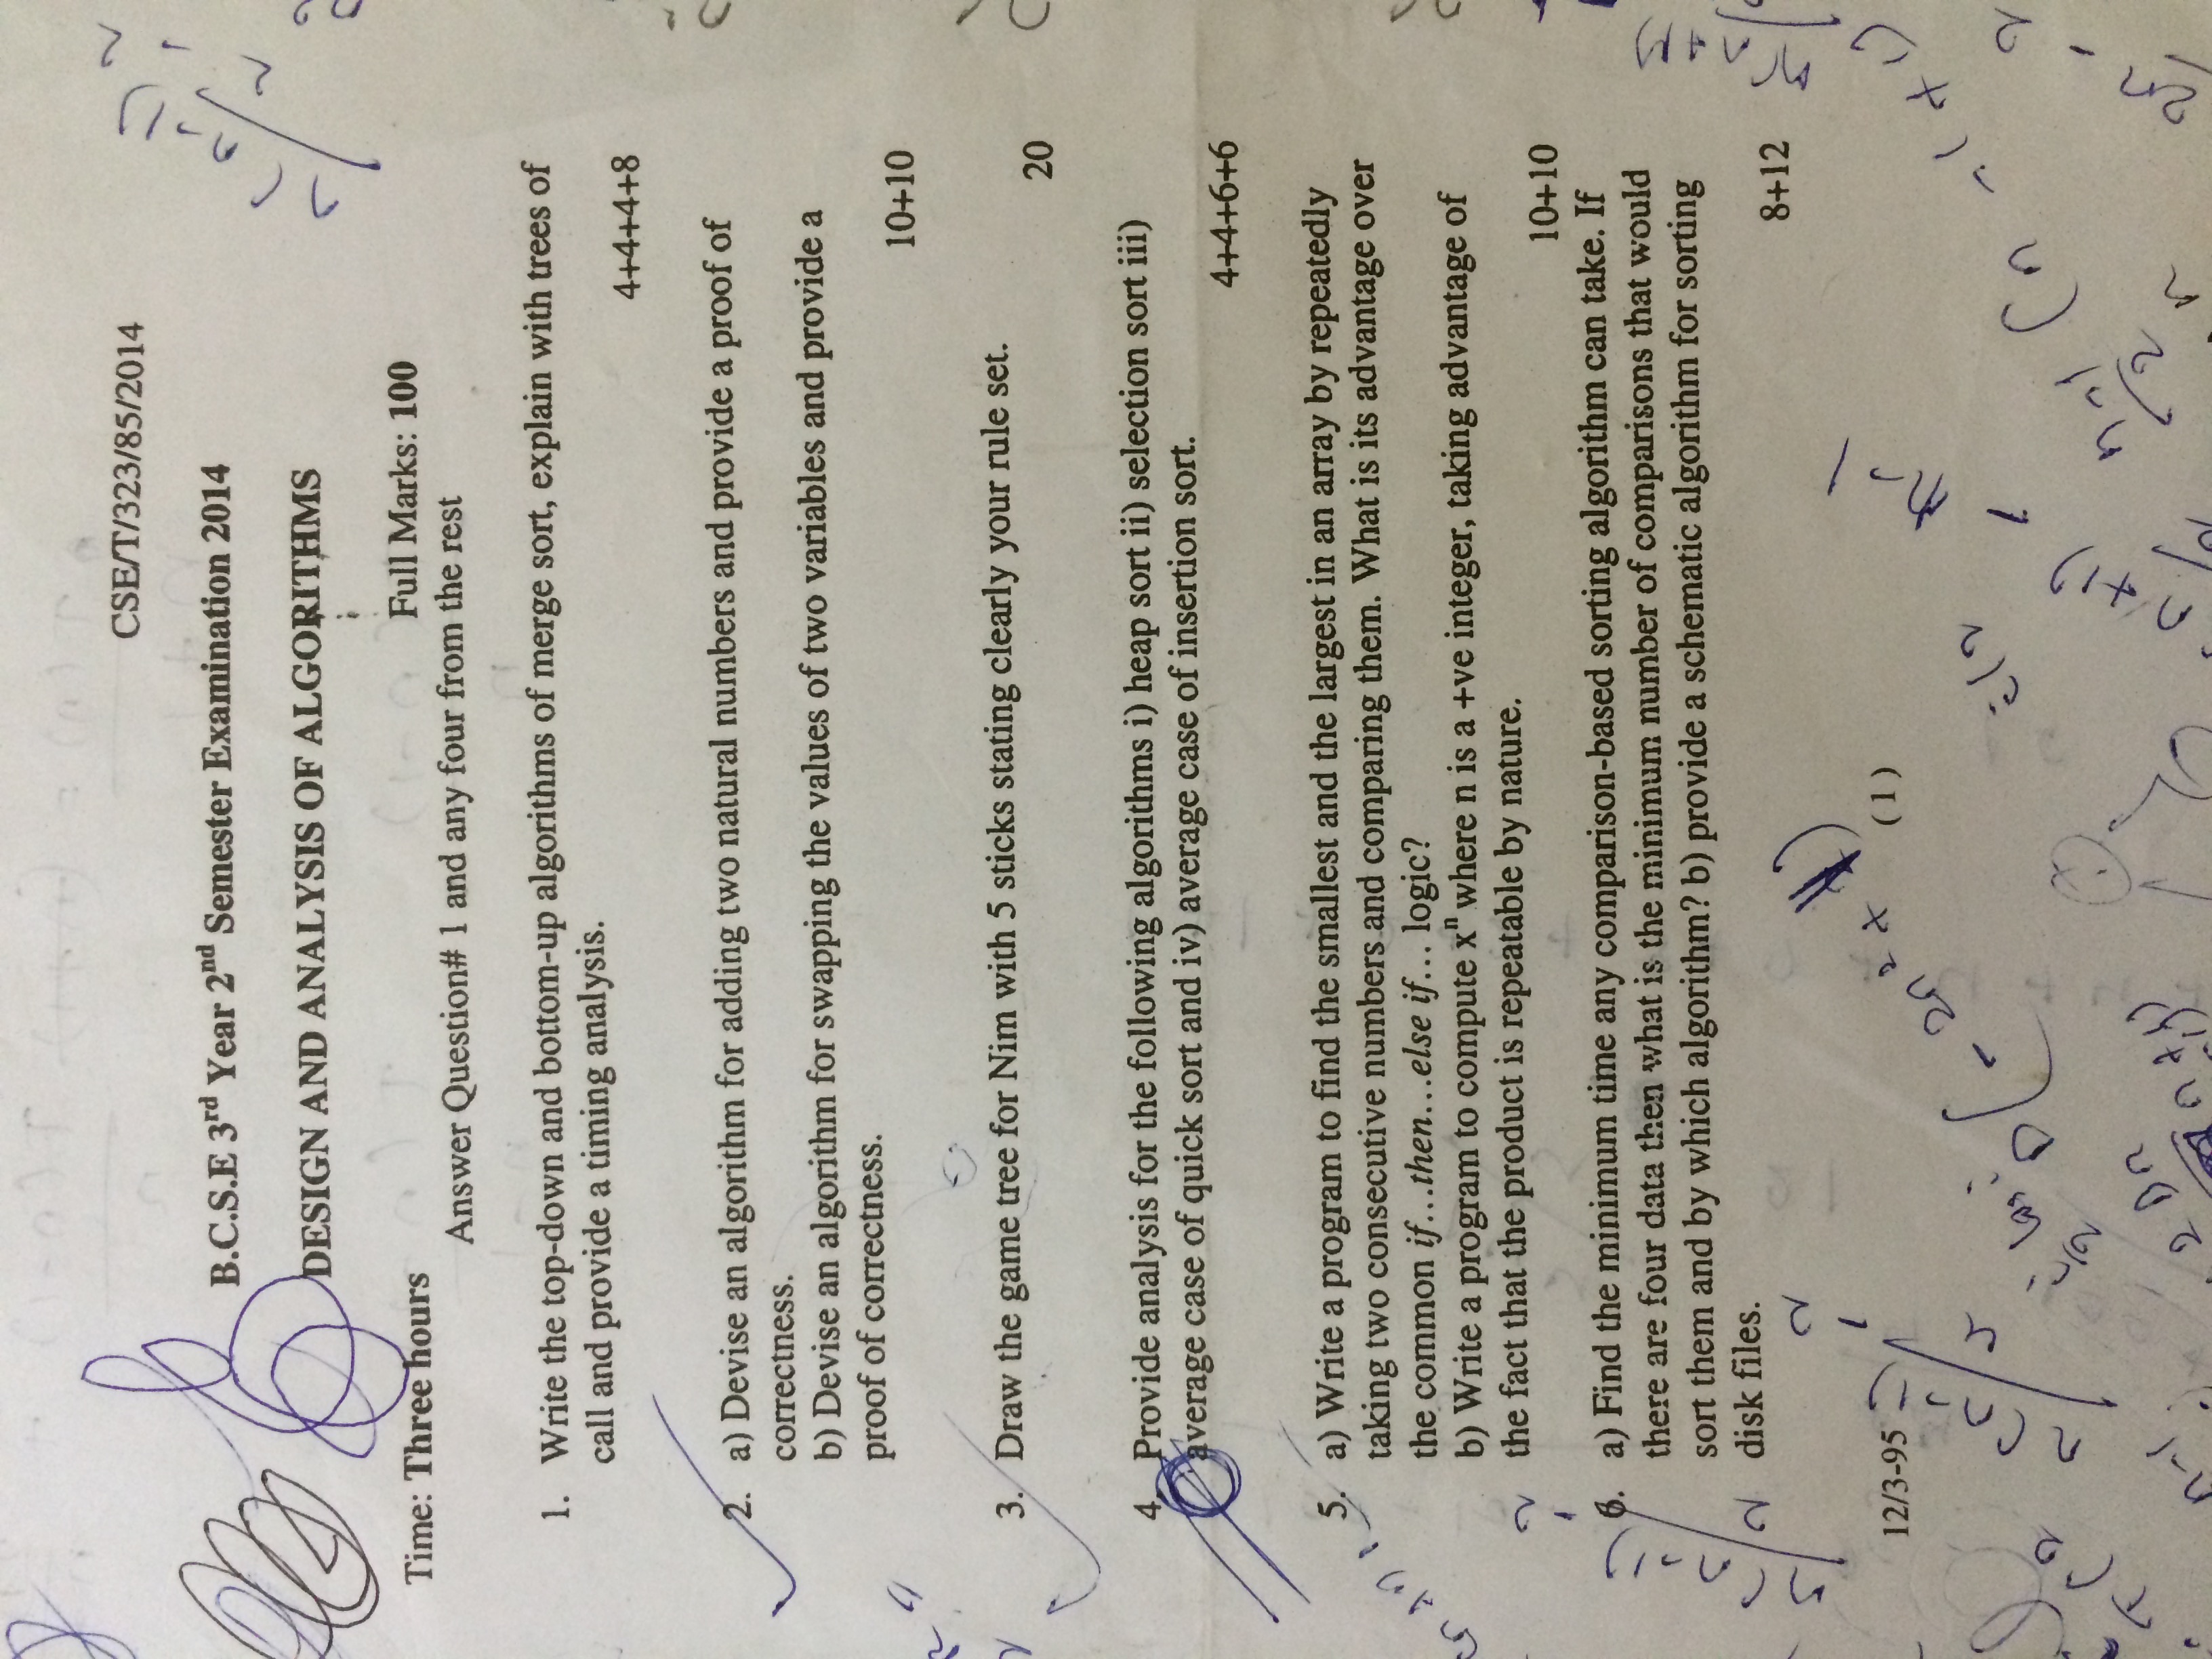 CSE/T/323/85/2014
B.C.S.E 3rd Year 2nd Semester Examination 2014
DESIGN AND ANALYSIS OF ALGORITHMS
Time: Three hours
Full Marks: 100
Answer Question# 1 and any four from the rest
1. Write the top-down and bottom-up algorithms of merge sort, explain with trees of
call and provide a timing analysis.
4+4+4+8
2. a) Devise an algorithm for adding two natural numbers and provide a proof of
correctness.
b) Devise an algorithm for swapping the values of two variables and provide a
proof of correctness.
10+10
3. Draw the game tree for Nim with 5 sticks stating clearly your rule set.
20
4. Provide analysis for the following algorithms i) heap sort ii) selection sort iii)
average case of quick sort and iv) average case of insertion sort.
4+4+6+6
5. a) Write a program to find the smallest and the largest in an array by repeatedly
taking two consecutive numbers and comparing them. What is its advantage over
the common if...then...else if... logic?
b) Write a program to compute xⁿ where n is a +ve integer, taking advantage of
the fact that the product is repeatable by nature.
10+10
6. a) Find the minimum time any comparison-based sorting algorithm can take. If
there are four data then what is the minimum number of comparisons that would
sort them and by which algorithm? b) provide a schematic algorithm for sorting
disk files.
8+12
12/3-95
(1)
n(n-1)/2 - 2
n(n-1)/2 - 2